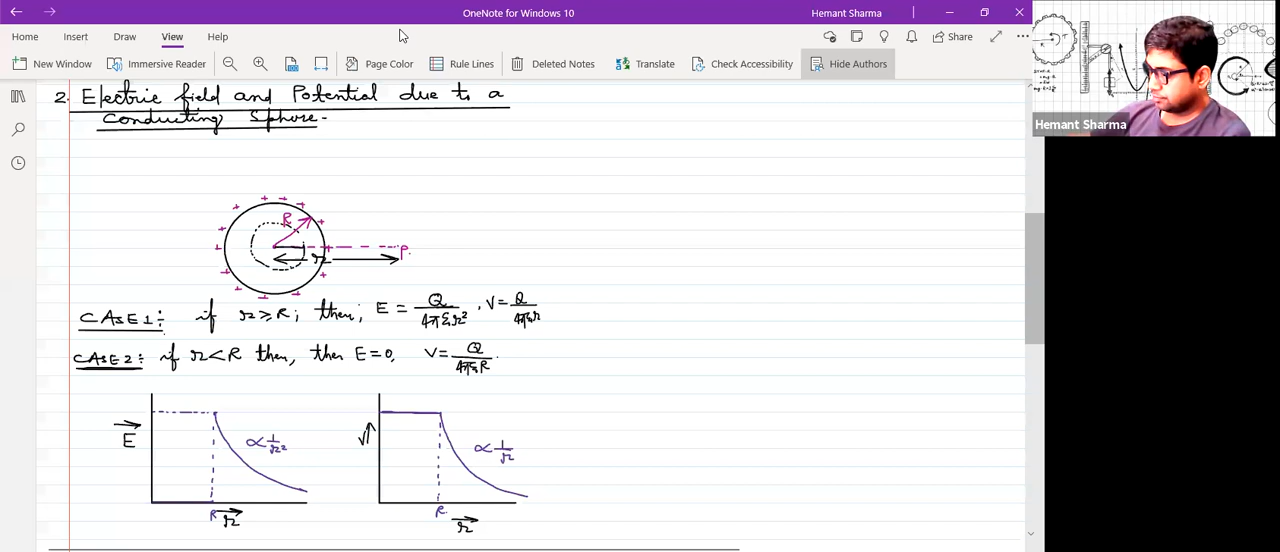 OneNote for Windows 10
Hemant Sharma
Home Insert Draw View Help
Share
New Window Immersive Reader Page Color Rule Lines Deleted Notes Translate Check Accessibility Hide Authors
Hemant Sharma
2. Electric field and Potential due to a
Conducting Sphere-
R
r
P.
CASE 1: if r ≥ R; then; E = Q/4πε₀r², V = Q/4πε₀r
CASE 2: if r < R then, then E = 0, V = Q/4πε₀R.
E
∝ 1/r²
R
r
V
∝ 1/r
R
r